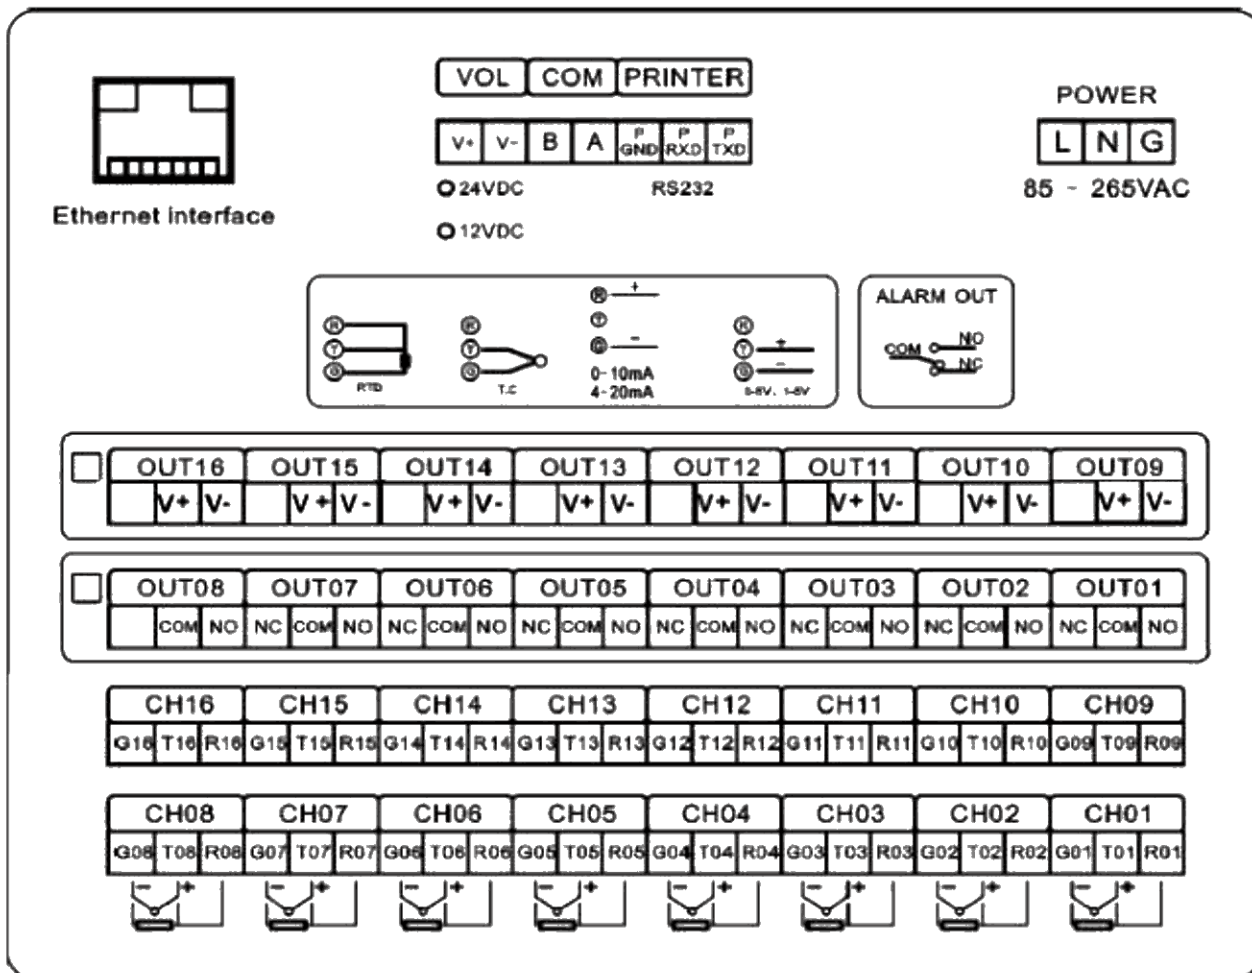 VOL COM PRINTER
POWER
V+ V- B A P GND P RXD P TXD
L N G
24VDC RS232
85 ~ 265VAC
Ethernet interface
12VDC
R T G RTD
R T G T.C
R + T G - 0-10mA 4-20mA
R T + G - 0-5V、1-5V
ALARM OUT
COM NO NC
OUT16 OUT15 OUT14 OUT13 OUT12 OUT11 OUT10 OUT09
V+ V- V+ V- V+ V- V+ V- V+ V- V+ V- V+ V- V+ V-
OUT08 OUT07 OUT06 OUT05 OUT04 OUT03 OUT02 OUT01
COM NO NC COM NO NC COM NO NC COM NO NC COM NO NC COM NO NC COM NO NC COM NO
CH16 CH15 CH14 CH13 CH12 CH11 CH10 CH09
G16 T16 R16 G15 T15 R15 G14 T14 R14 G13 T13 R13 G12 T12 R12 G11 T11 R11 G10 T10 R10 G09 T09 R09
CH08 CH07 CH06 CH05 CH04 CH03 CH02 CH01
G08 T08 R08 G07 T07 R07 G06 T06 R06 G05 T05 R05 G04 T04 R04 G03 T03 R03 G02 T02 R02 G01 T01 R01
- + - + - + - + - + - + - + - +